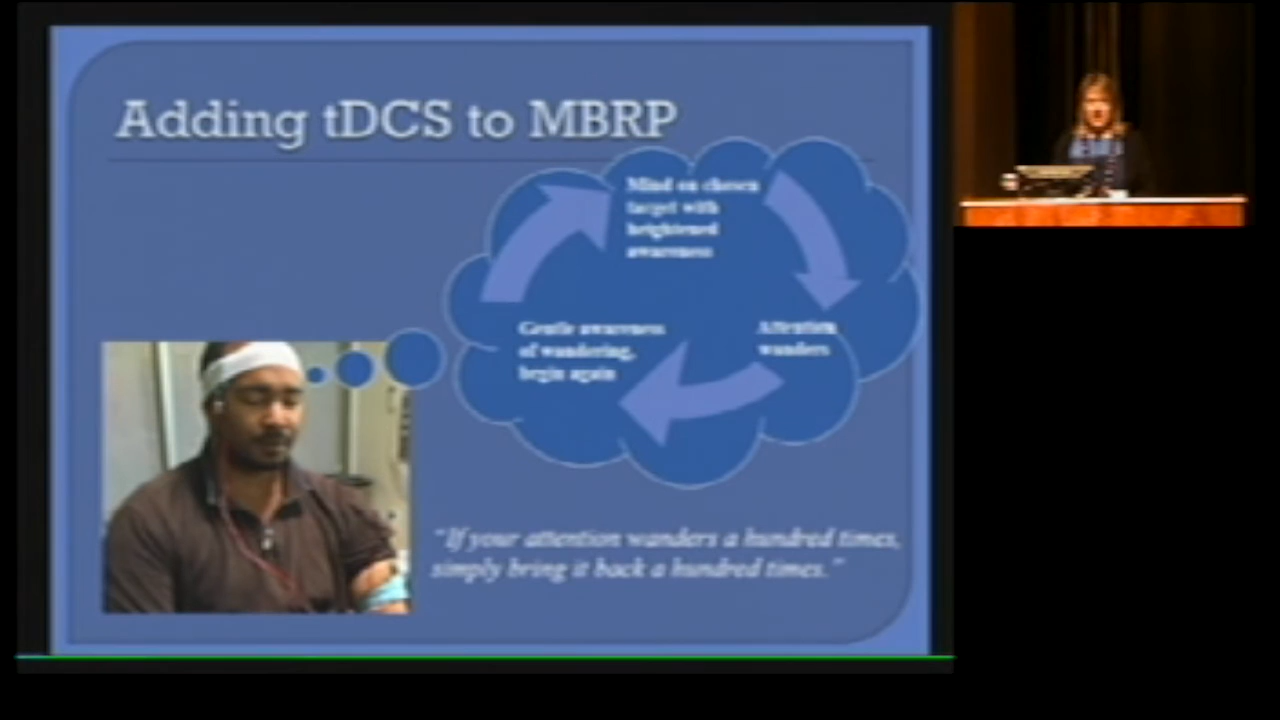 Adding tDCS to MBRP
Mind on chosen
target with
heightened
awareness
Gentle awareness
of wandering,
begin again
Attention
wanders
"If your attention wanders a hundred times,
simply bring it back a hundred times."